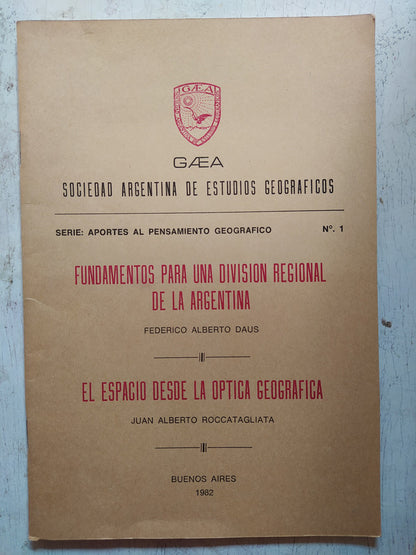 GÆA
GÆA
SOCIEDAD ARGENTINA DE ESTUDIOS GEOGRAFICOS
SERIE: APORTES AL PENSAMIENTO GEOGRAFICO Nº. 1
FUNDAMENTOS PARA UNA DIVISION REGIONAL
DE LA ARGENTINA
FEDERICO ALBERTO DAUS
EL ESPACIO DESDE LA OPTICA GEOGRAFICA
JUAN ALBERTO ROCCATAGLIATA
BUENOS AIRES
1982